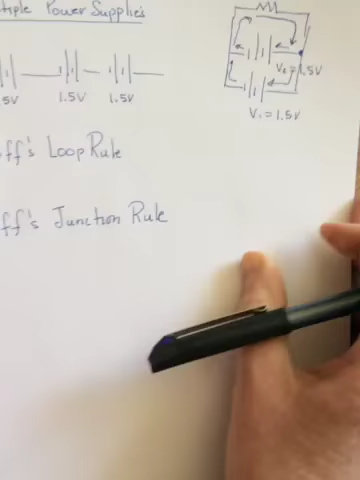 tiple Power Supplies
5V 1.5V 1.5V
V₂ = 1.5V
V₁ = 1.5V
ff's Loop Rule
ff's Junction Rule